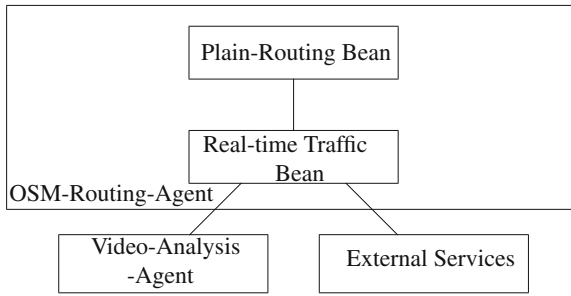 Plain-Routing Bean
Real-time Traffic
Bean
OSM-Routing-Agent
Video-Analysis
-Agent
External Services